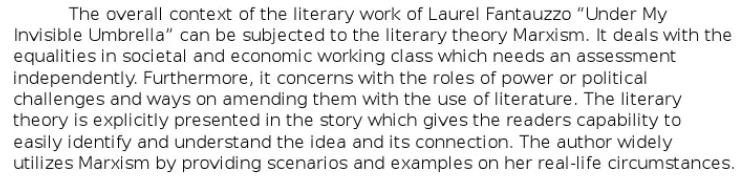 The overall context of the literary work of Laurel Fantauzzo “Under My
Invisible Umbrella” can be subjected to the literary theory Marxism. It deals with the
equalities in societal and economic working class which needs an assessment
independently. Furthermore, it concerns with the roles of power or political
challenges and ways on amending them with the use of literature. The literary
theory is explicitly presented in the story which gives the readers capability to
easily identify and understand the idea and its connection. The author widely
utilizes Marxism by providing scenarios and examples on her real-life circumstances.